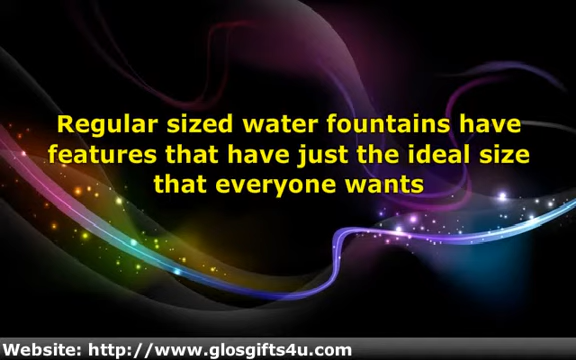 Regular sized water fountains have
features that have just the ideal size
that everyone wants
Website: http://www.glosgifts4u.com